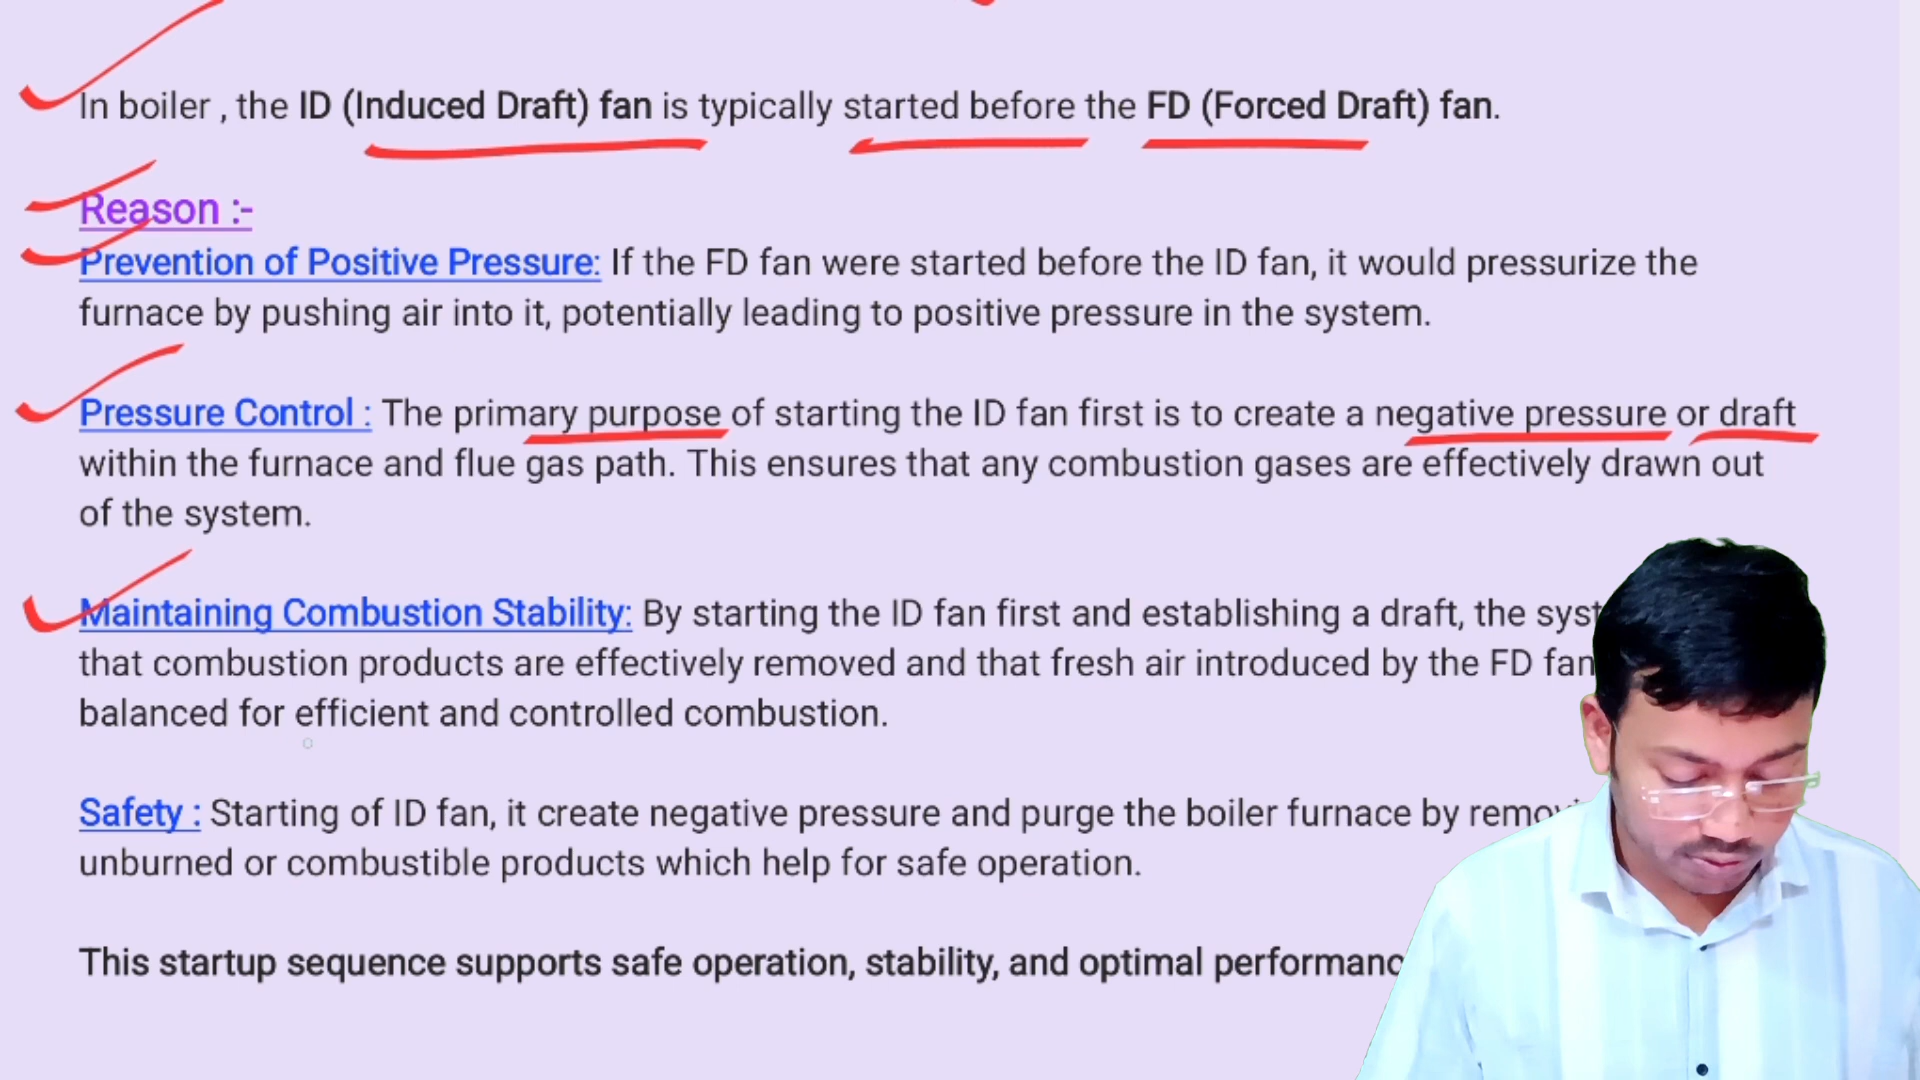 In boiler , the ID (Induced Draft) fan is typically started before the FD (Forced Draft) fan.
Reason :-
Prevention of Positive Pressure: If the FD fan were started before the ID fan, it would pressurize the
furnace by pushing air into it, potentially leading to positive pressure in the system.
Pressure Control : The primary purpose of starting the ID fan first is to create a negative pressure or draft
within the furnace and flue gas path. This ensures that any combustion gases are effectively drawn out
of the system.
Maintaining Combustion Stability: By starting the ID fan first and establishing a draft, the
that combustion products are effectively removed and that fresh air introduced by the FD fan
balanced for efficient and controlled combustion.
Safety : Starting of ID fan, it create negative pressure and purge the boiler furnace by
unburned or combustible products which help for safe operation.
This startup sequence supports safe operation, stability, and optimal